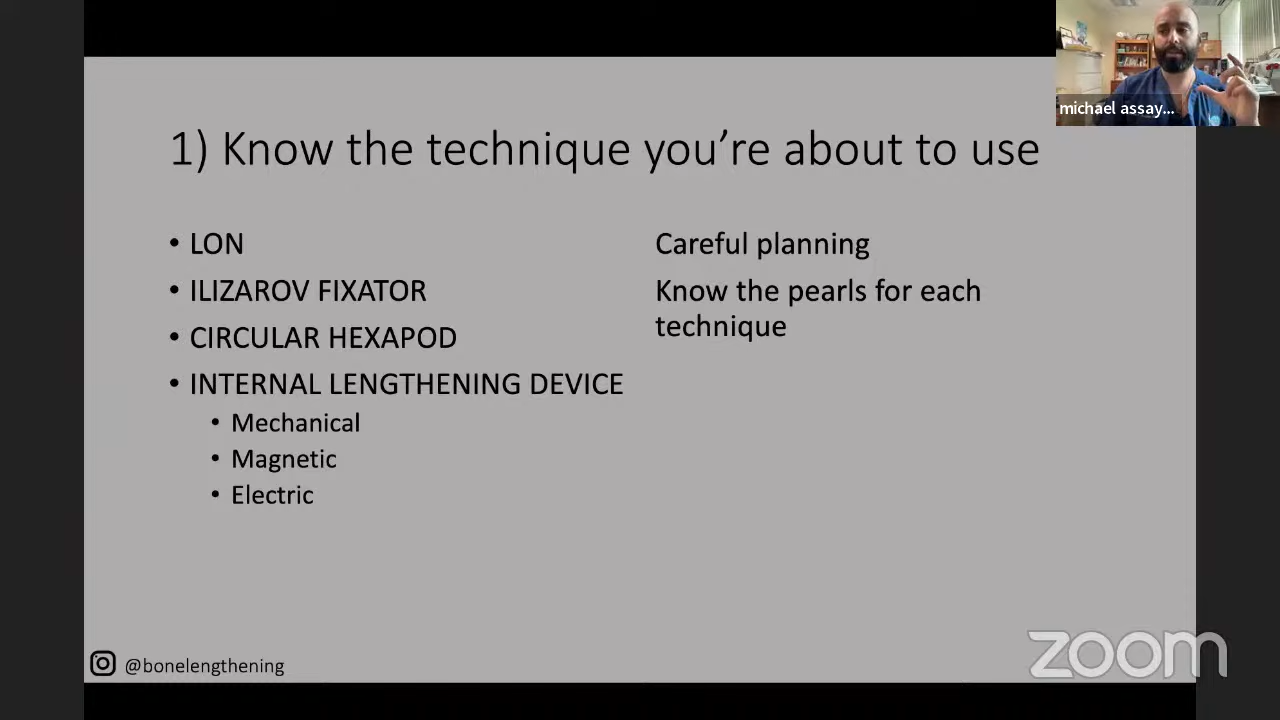 michael assay...
1) Know the technique you're about to use
• LON
• ILIZAROV FIXATOR
• CIRCULAR HEXAPOD
• INTERNAL LENGTHENING DEVICE
• Mechanical
• Magnetic
• Electric
Careful planning
Know the pearls for each
technique
@bonelengthening
zoom